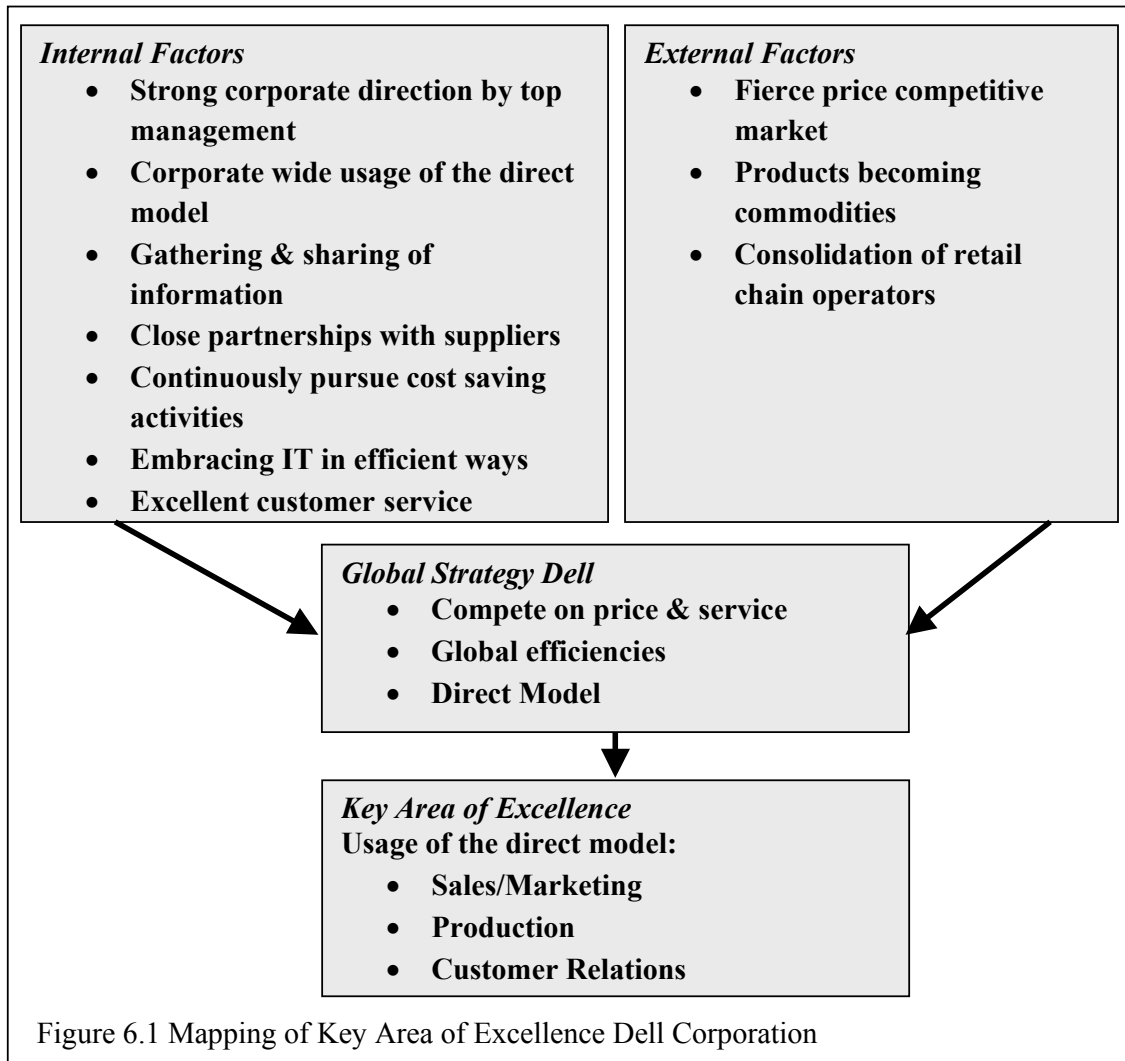 Internal Factors
• Strong corporate direction by top
management
• Corporate wide usage of the direct
model
• Gathering & sharing of
information
• Close partnerships with suppliers
• Continuously pursue cost saving
activities
• Embracing IT in efficient ways
• Excellent customer service
External Factors
• Fierce price competitive
market
• Products becoming
commodities
• Consolidation of retail
chain operators
Global Strategy Dell
• Compete on price & service
• Global efficiencies
• Direct Model
Key Area of Excellence
Usage of the direct model:
• Sales/Marketing
• Production
• Customer Relations
Figure 6.1 Mapping of Key Area of Excellence Dell Corporation